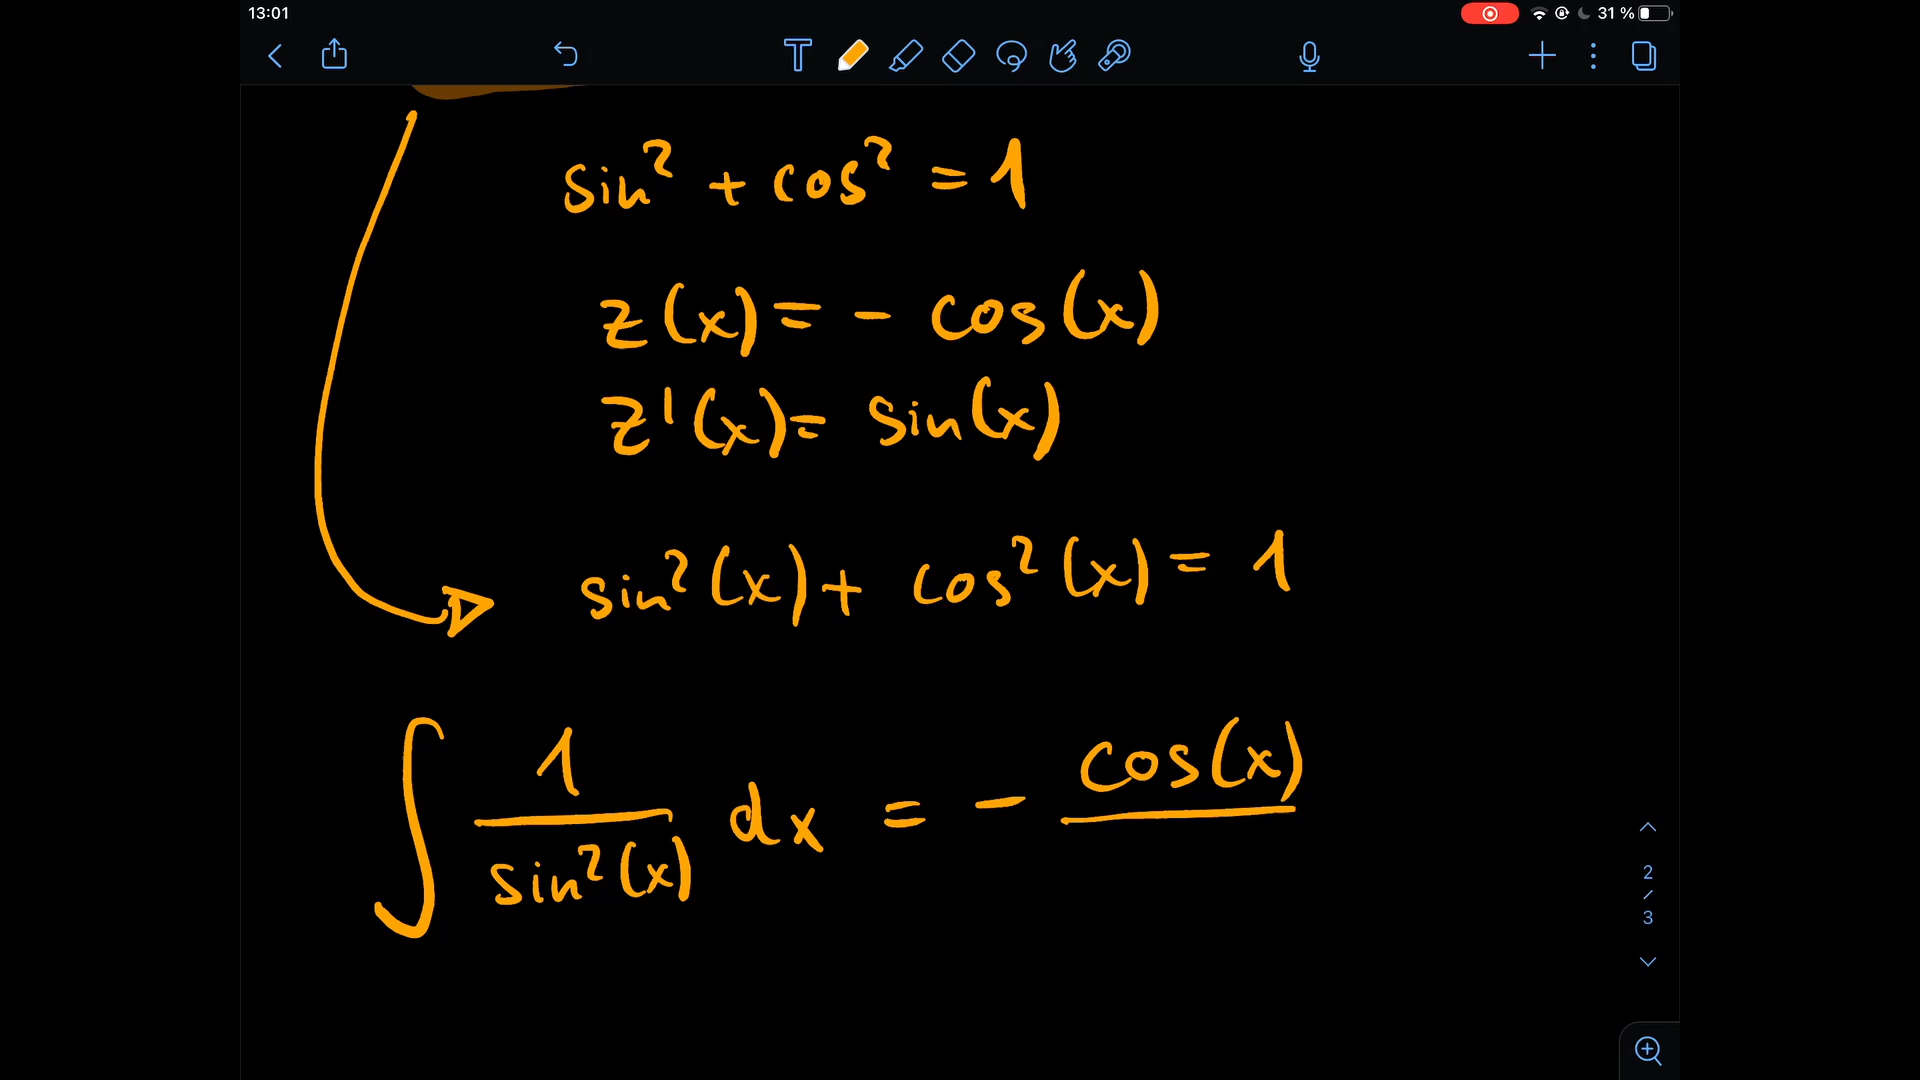 13:01
31 %
sin² + cos² = 1
z(x) = - cos(x)
z'(x) = sin(x)
sin²(x) + cos²(x) = 1
∫ 1/sin²(x) dx = - cos(x)/
2
/
3